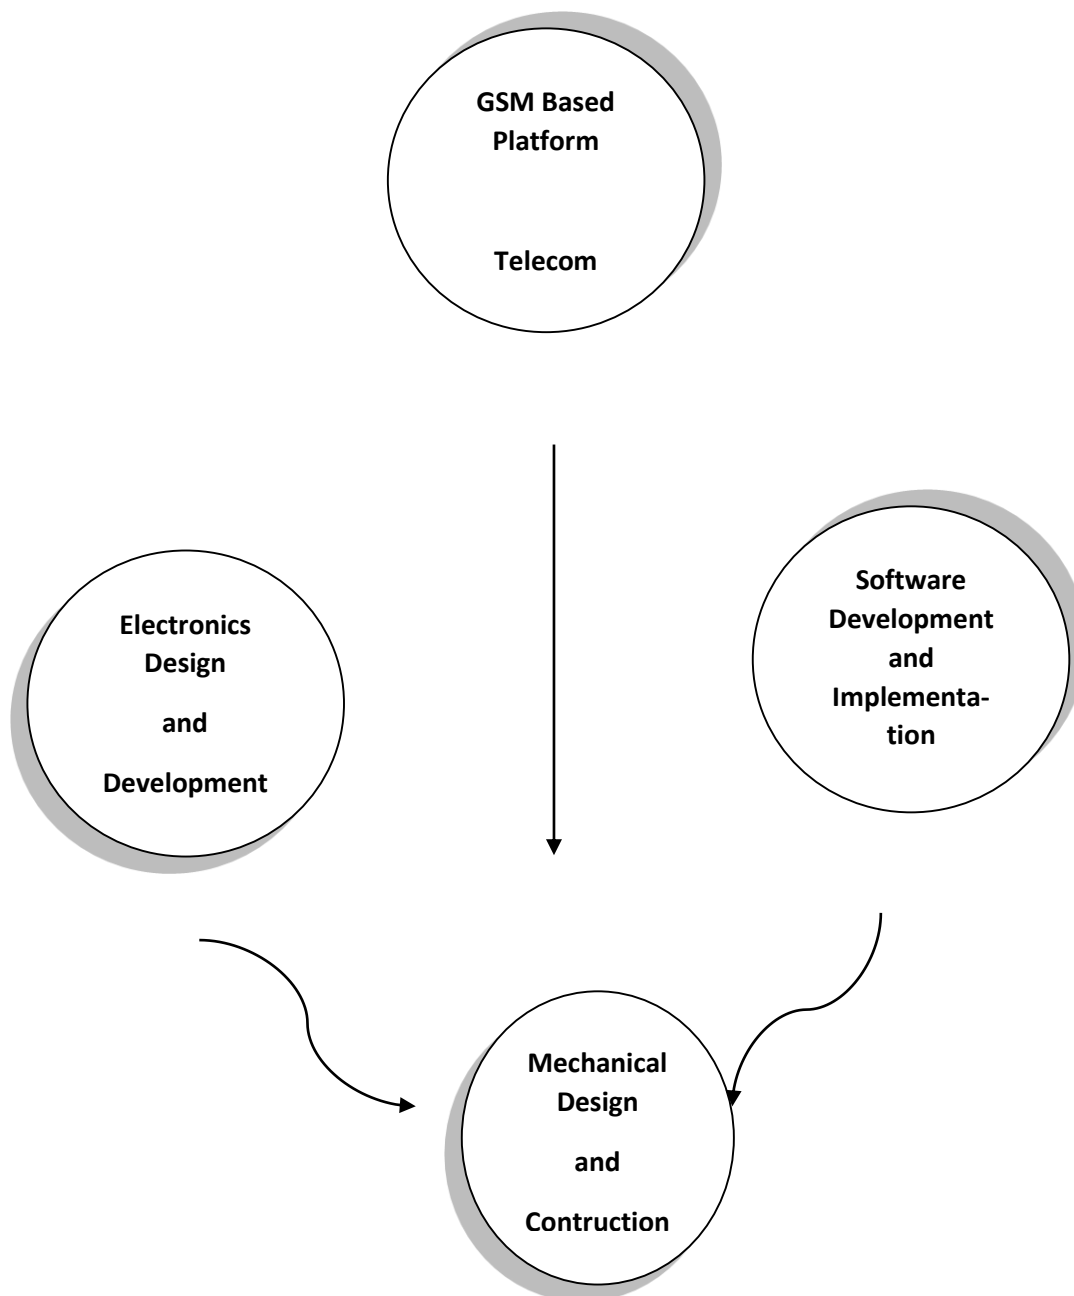 GSM Based
Platform
Telecom
Electronics
Design
and
Development
Software
Development
and
Implementa-
tion
Mechanical
Design
and
Contruction